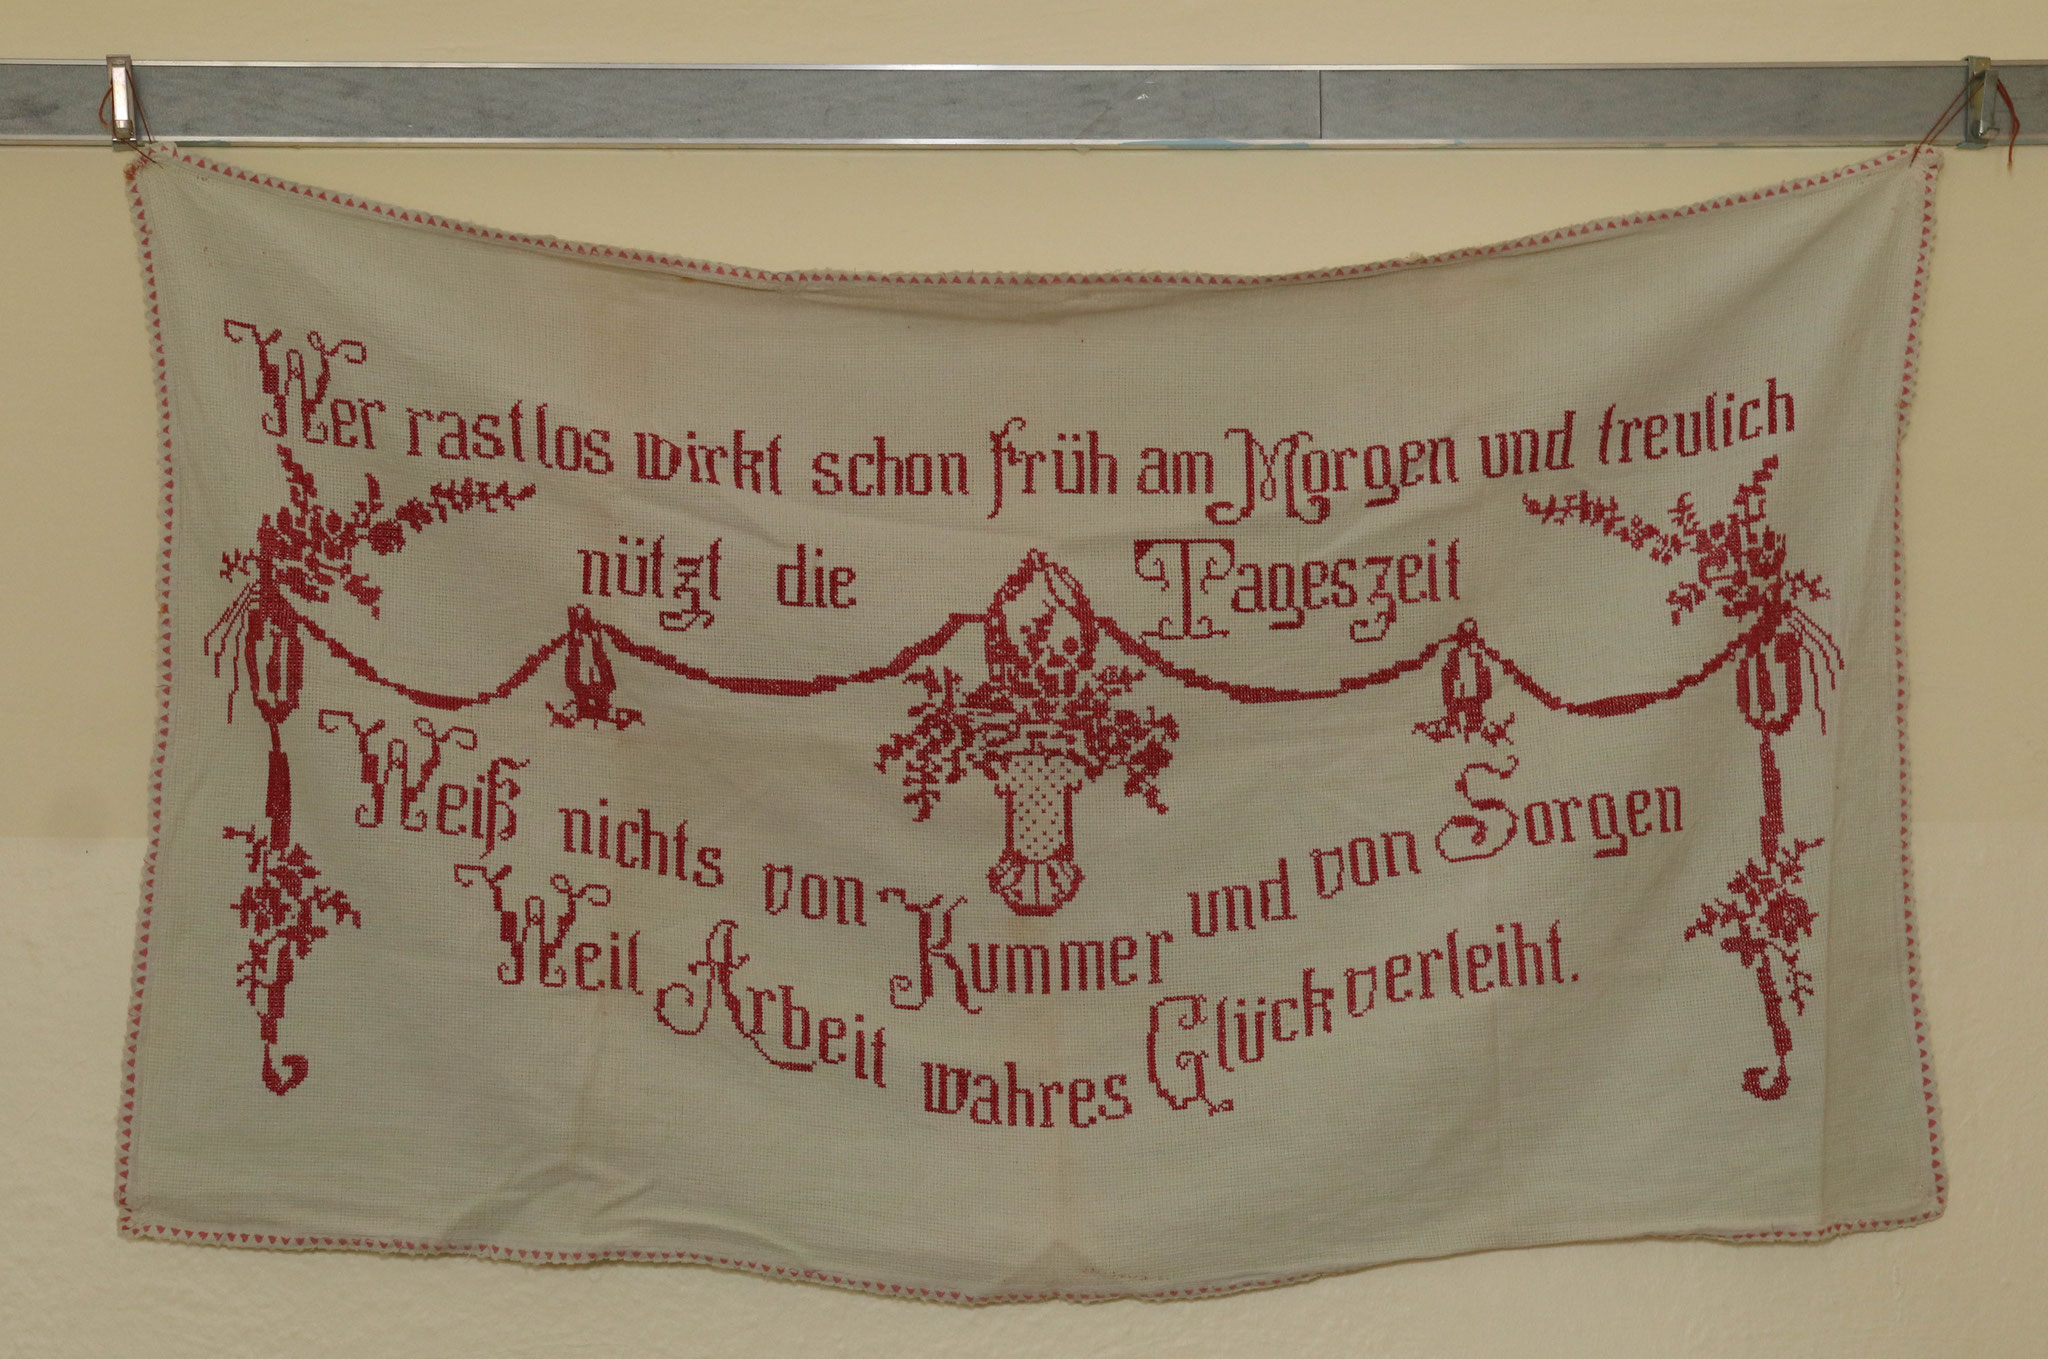 Wer rastlos wirkt schon früh am Morgen und treulich
nützt die Tageszeit
Weiß nichts von Kummer und von Sorgen
Weil Arbeit wahres Glück verleiht.